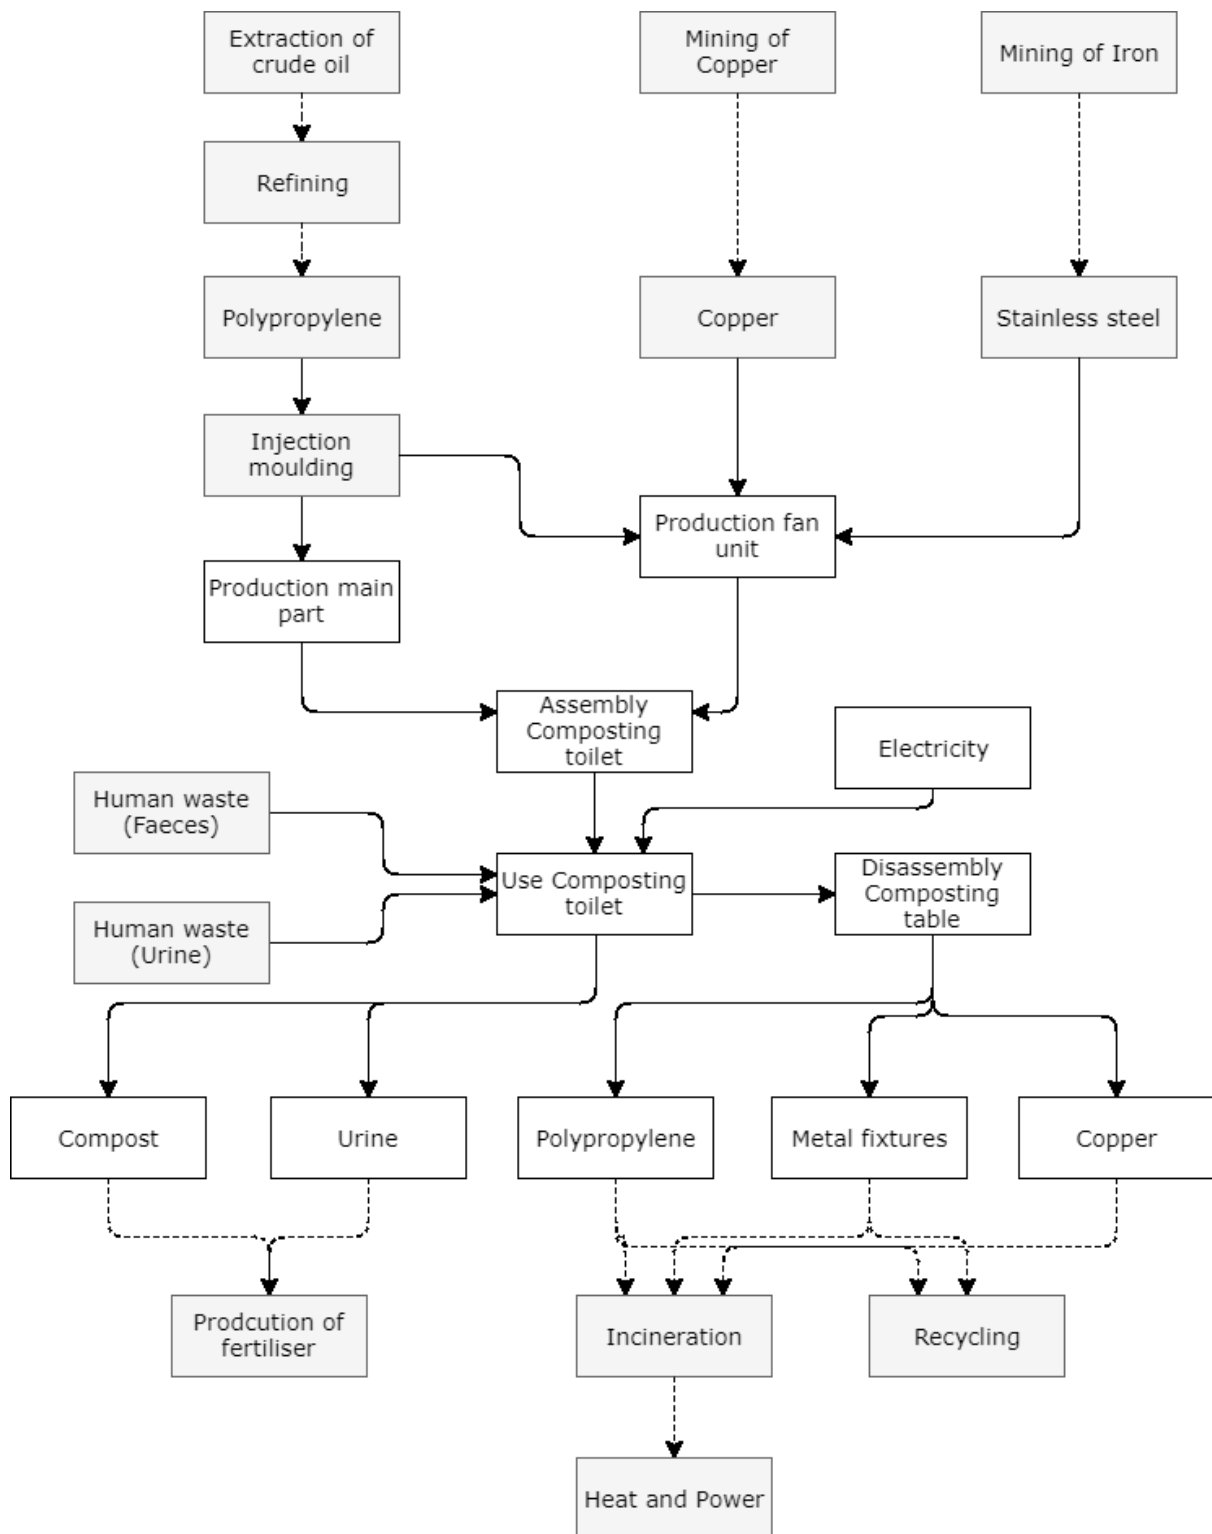 Extraction of
crude oil
Mining of
Copper
Mining of Iron
Refining
Polypropylene
Copper
Stainless steel
Injection
moulding
Production fan
unit
Production main
part
Assembly
Composting
toilet
Electricity
Human waste
(Faeces)
Use Composting
toilet
Disassembly
Composting
table
Human waste
(Urine)
Compost
Urine
Polypropylene
Metal fixtures
Copper
Prodcution of
fertiliser
Incineration
Recycling
Heat and Power